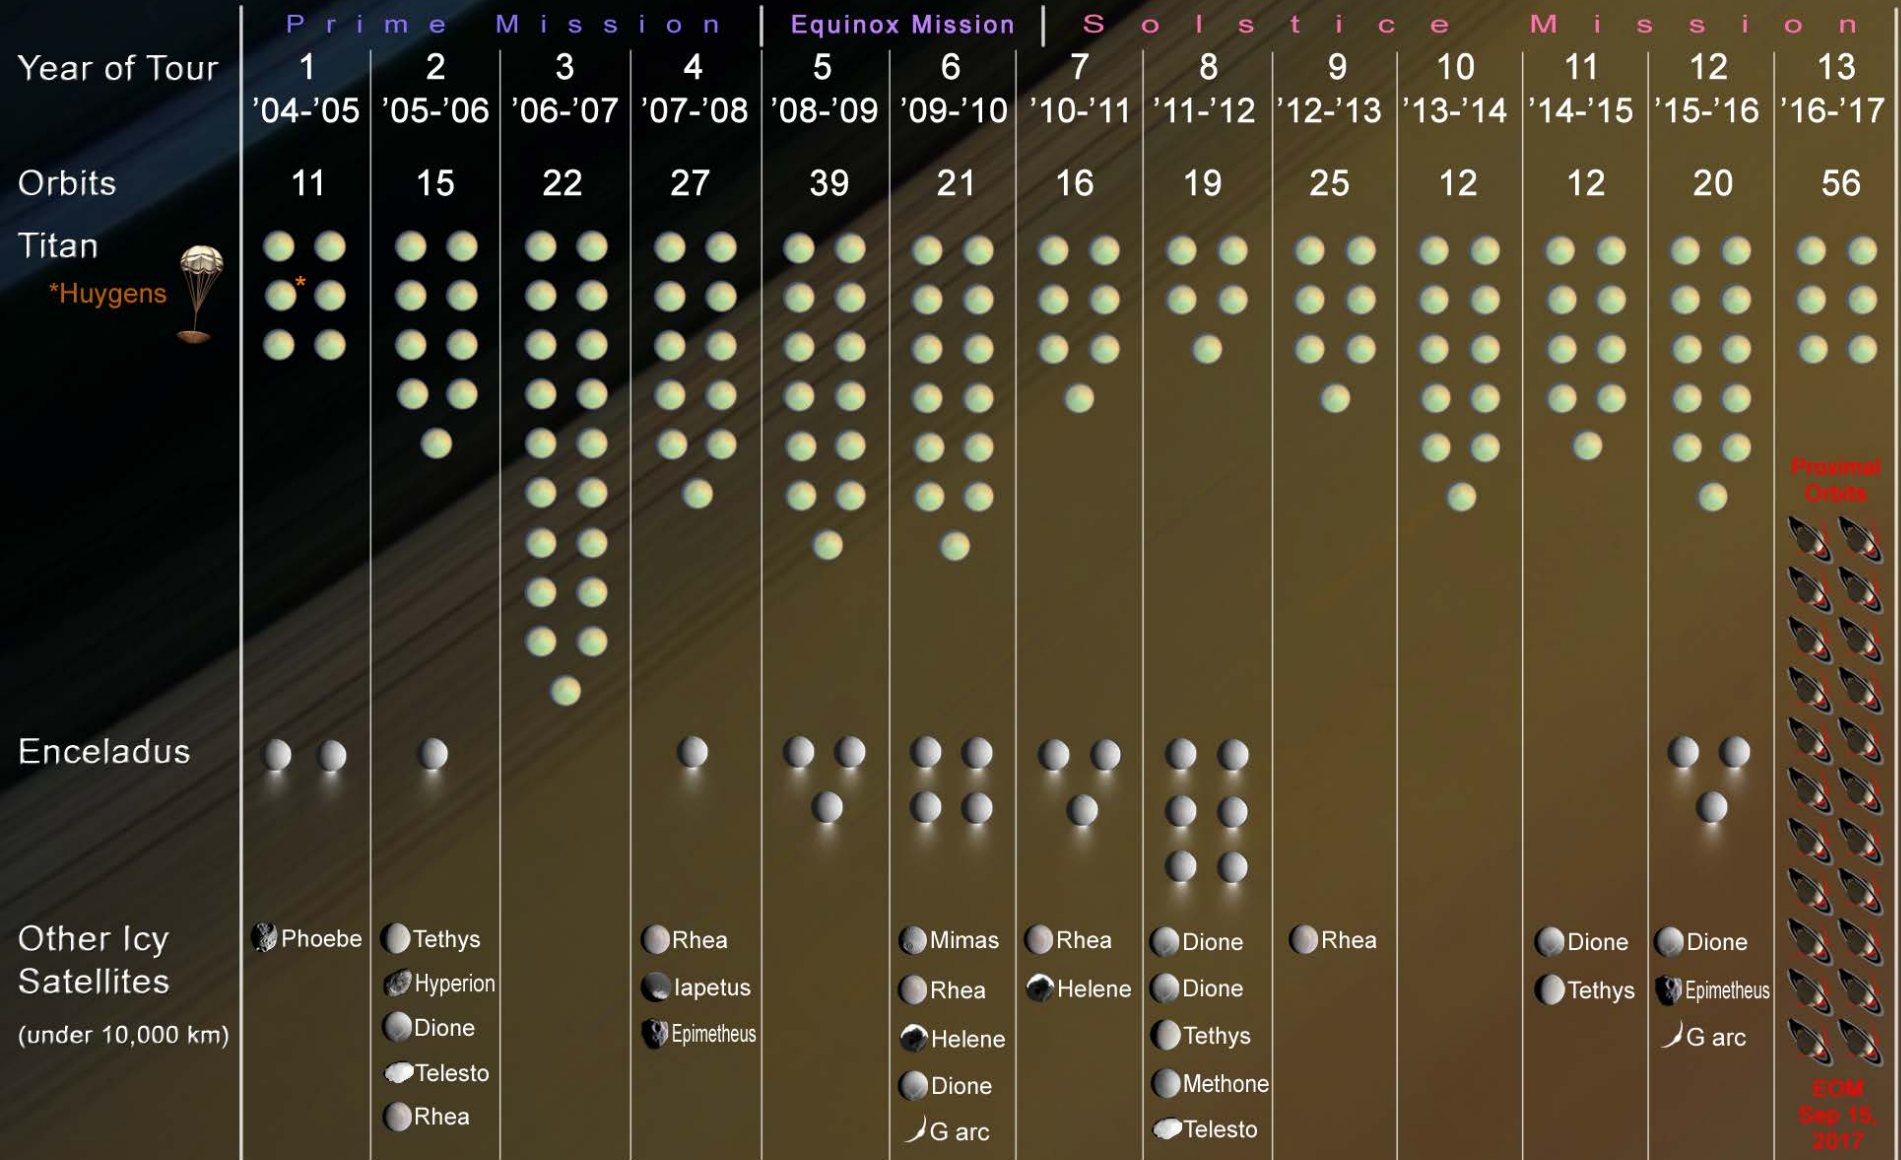 Prime Mission Equinox Mission Solstice Mission
Year of Tour 1 2 3 4 5 6 7 8 9 10 11 12 13
'04-'05 '05-'06 '06-'07 '07-'08 '08-'09 '09-'10 '10-'11 '11-'12 '12-'13 '13-'14 '14-'15 '15-'16 '16-'17
Orbits 11 15 22 27 39 21 16 19 25 12 12 20 56
Titan
*Huygens *
Proximal
Orbits
Enceladus
Other Icy Phoebe Tethys Rhea Mimas Rhea Dione Rhea Dione Dione
Satellites Hyperion Iapetus Rhea Helene Dione Tethys Epimetheus
(under 10,000 km) Dione Epimetheus Helene Tethys G arc
Telesto Dione Methone
Rhea G arc Telesto
EOM
Sep 15,
2017